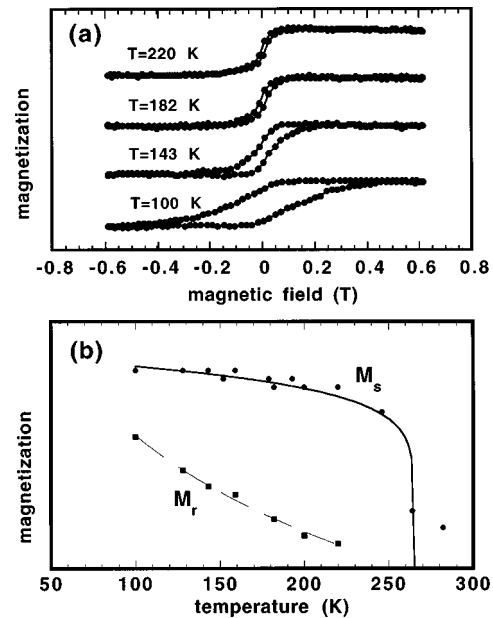 (a)
T=220 K
T=182 K
T=143 K
T=100 K
magnetization
-0.8 -0.6 -0.4 -0.2 0 0.2 0.4 0.6 0.8
magnetic field (T)
(b)
Ms
Mr
magnetization
50 100 150 200 250 300
temperature (K)